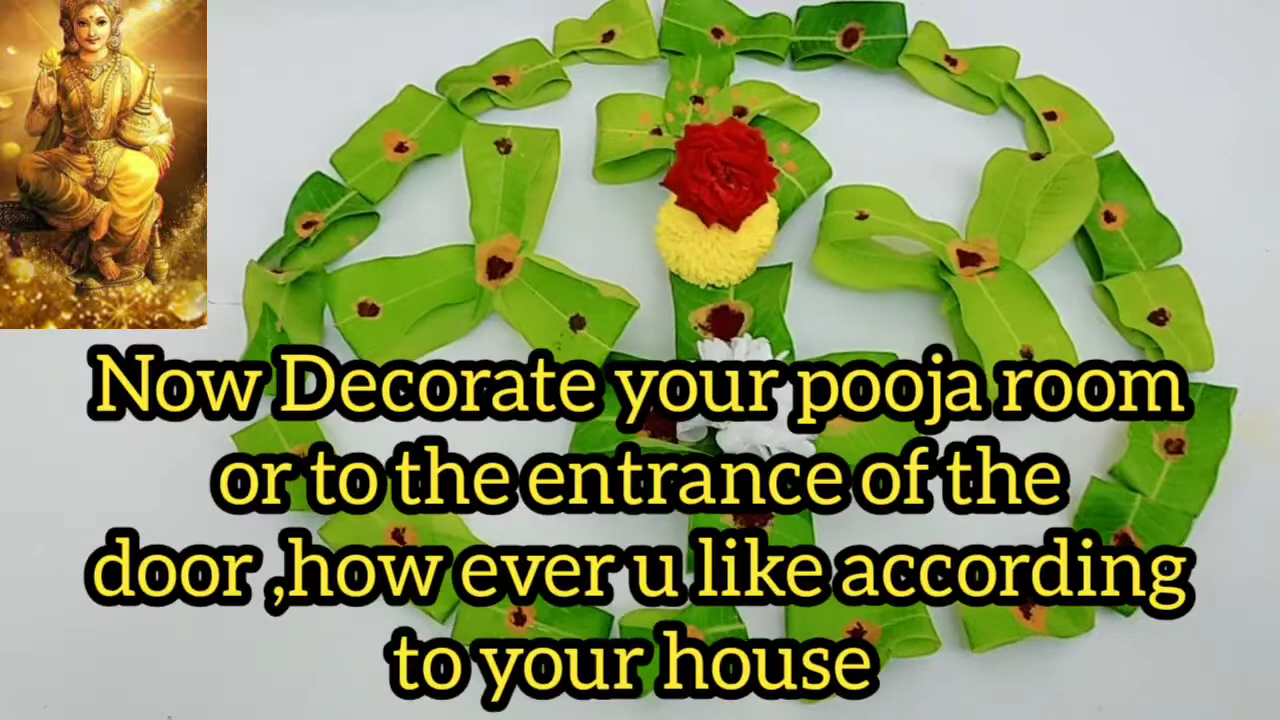 Now Decorate your pooja room
or to the entrance of the
door ,how ever u like according
to your house